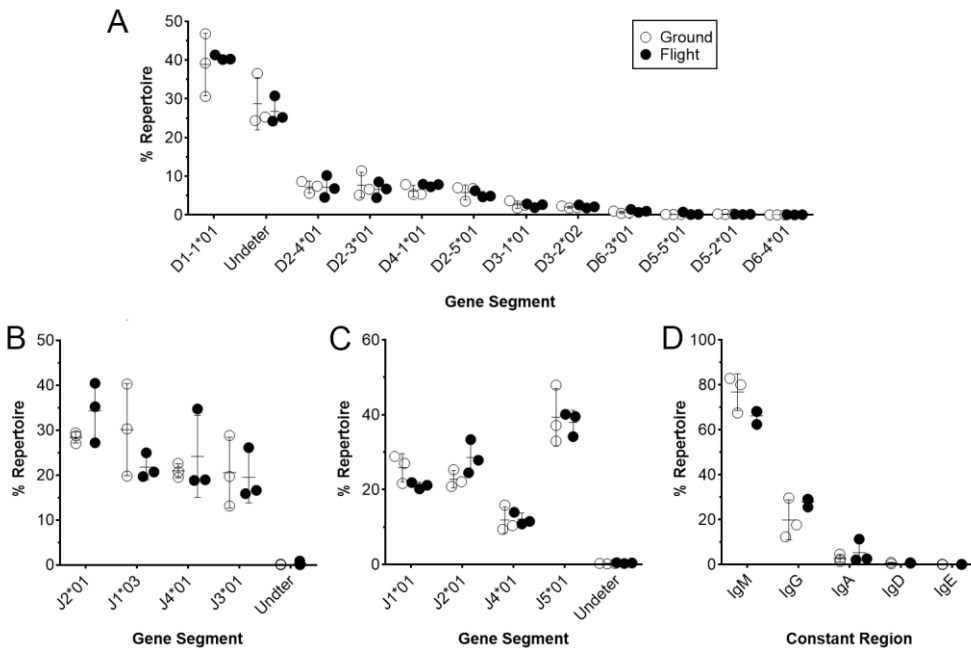 A
Ground
Flight
% Repertoire
50
40
30
20
10
0
D1-1*01
Undeter
D2-4*01
D2-3*01
D4-1*01
D2-5*01
D3-1*01
D3-2*02
D6-3*01
D5-5*01
D5-2*01
D6-4*01
Gene Segment
B
% Repertoire
50
40
30
20
10
0
J2*01
J1*03
J4*01
J3*01
Undter
Gene Segment
C
% Repertoire
60
40
20
0
J1*01
J2*01
J4*01
J5*01
Undeter
Gene Segment
D
% Repertoire
100
80
60
40
20
0
IgM
IgG
IgA
IgD
IgE
Constant Region